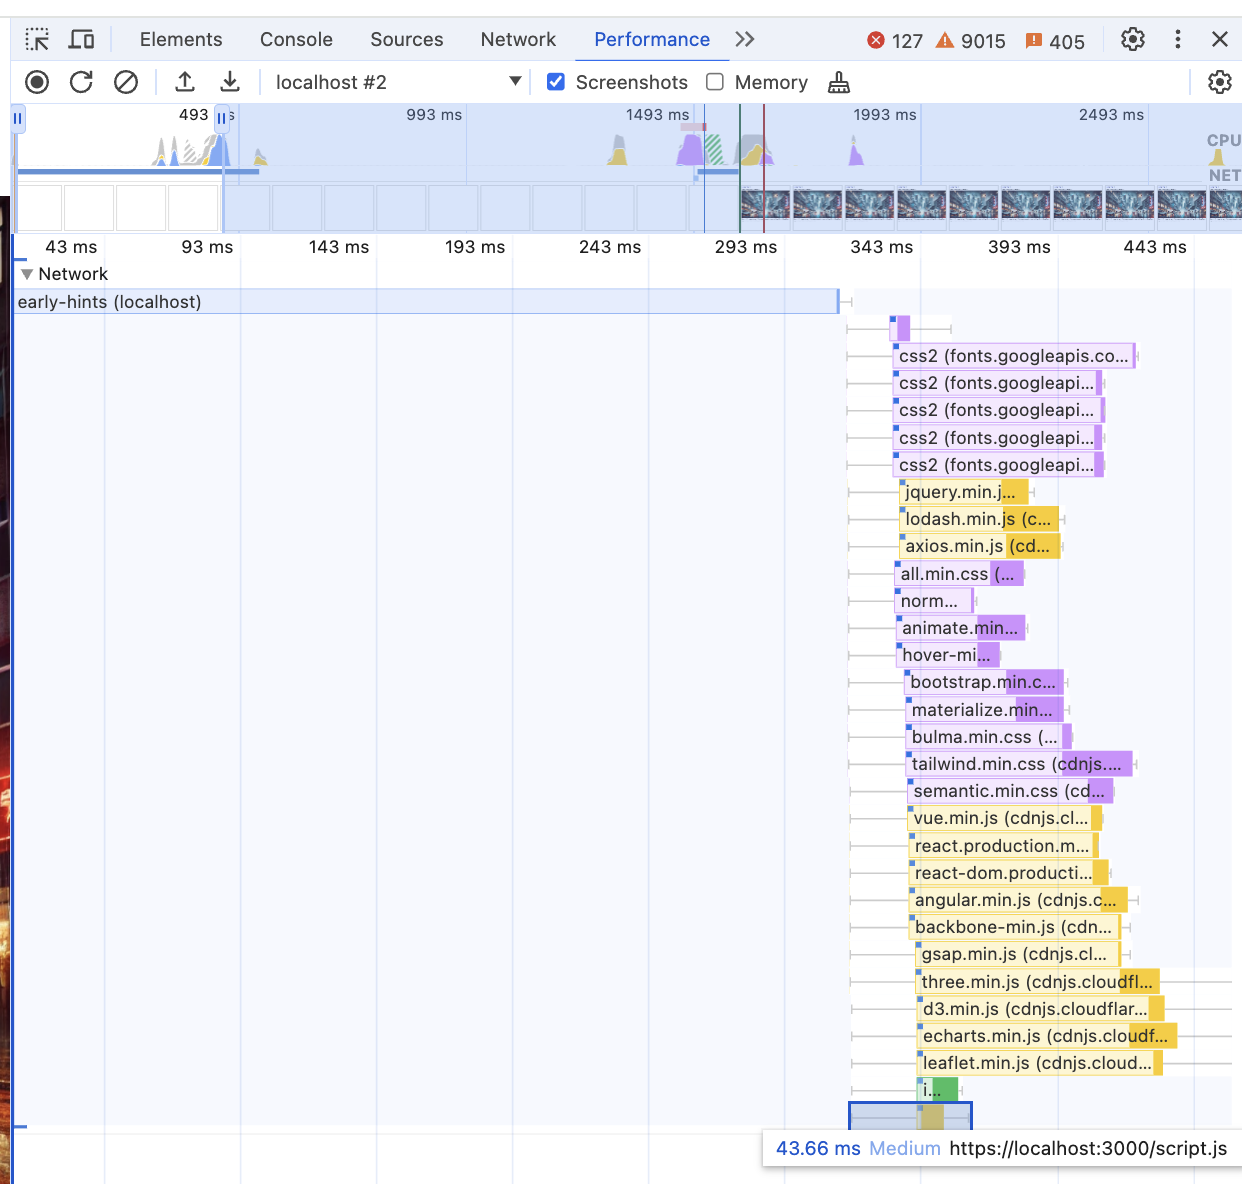 Elements Console Sources Network Performance 127 9015 405
localhost #2 Screenshots Memory
493 s 993 ms 1493 ms 1993 ms 2493 ms
CPU
NET
43 ms 93 ms 143 ms 193 ms 243 ms 293 ms 343 ms 393 ms 443 ms
Network
early-hints (localhost)
css2 (fonts.googleapis.co...
css2 (fonts.googleapi...
css2 (fonts.googleapi...
css2 (fonts.googleapi...
css2 (fonts.googleapi...
jquery.min.j...
lodash.min.js (c...
axios.min.js (cd...
all.min.css (...
norm...
animate.min...
hover-mi...
bootstrap.min.c...
materialize.min...
bulma.min.css (...
tailwind.min.css (cdnjs....
semantic.min.css (cd...
vue.min.js (cdnjs.cl...
react.production.m...
react-dom.producti...
angular.min.js (cdnjs.c...
backbone-min.js (cdn...
gsap.min.js (cdnjs.cl...
three.min.js (cdnjs.cloudfl...
d3.min.js (cdnjs.cloudflar...
echarts.min.js (cdnjs.cloudf...
leaflet.min.js (cdnjs.cloud...
i...
43.66 ms Medium https://localhost:3000/script.js